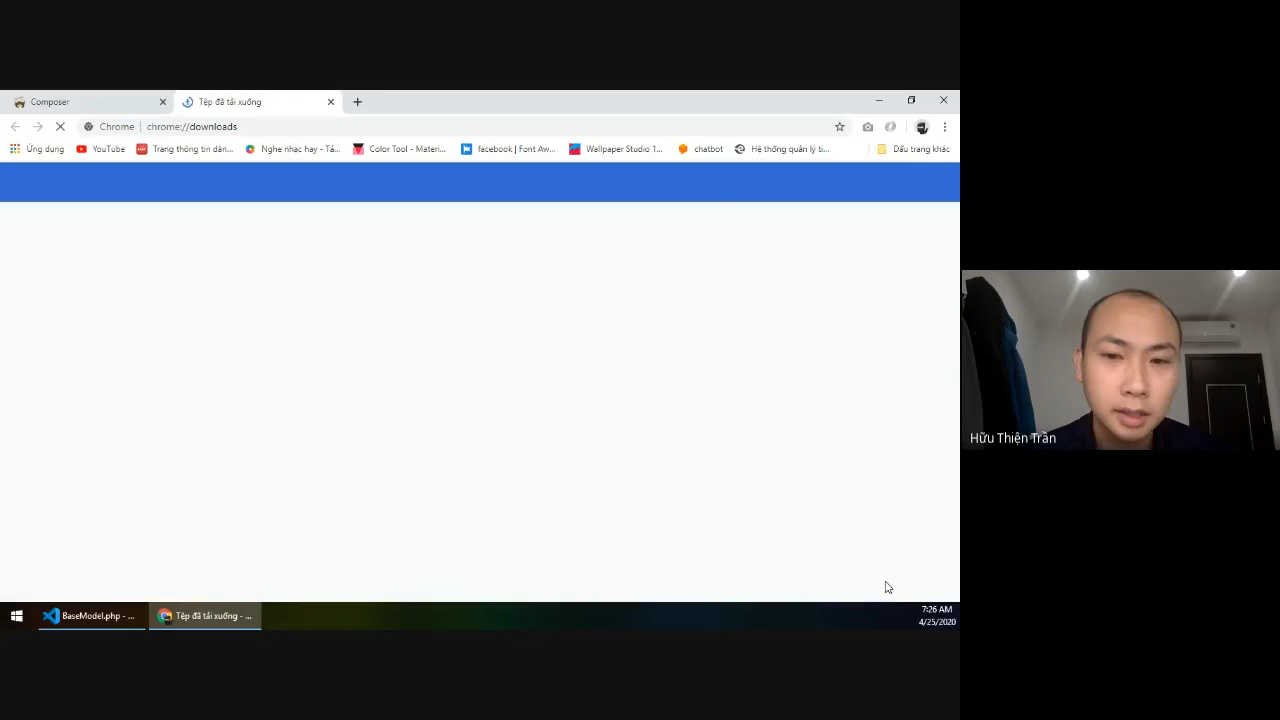 Composer
Tệp đã tải xuống
Chrome
chrome://downloads
Ứng dụng
YouTube
Trang thông tin dàn...
Nghe nhạc hay - Tả...
Color Tool - Materi...
facebook | Font Aw...
Wallpaper Studio 1...
chatbot
Hệ thống quản lý ti...
Dấu trang khác
Hữu Thiện Trần
BaseModel.php - ...
Tệp đã tải xuống - ...
7:26 AM
4/25/2020